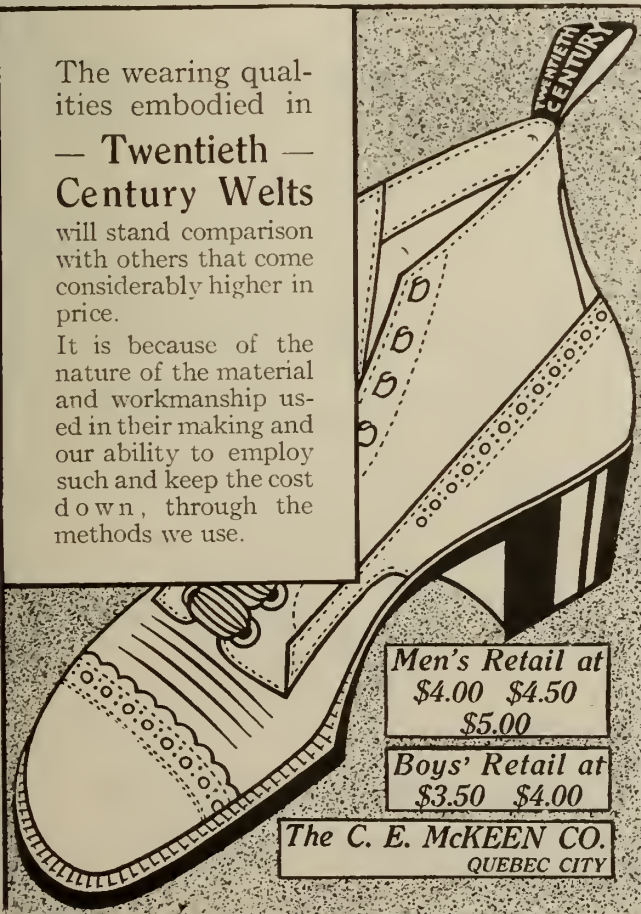 The wearing qual-
ities embodied in
— Twentieth —
Century Welts
will stand comparison
with others that come
considerably higher in
price.
It is because of the
nature of the material
and workmanship us-
ed in their making and
our ability to employ
such and keep the cost
down, through the
methods we use.
TWENTIETH
CENTURY
Men's Retail at
$4.00 $4.50
$5.00
Boys' Retail at
$3.50 $4.00
The C. E. McKEEN CO.
QUEBEC CITY